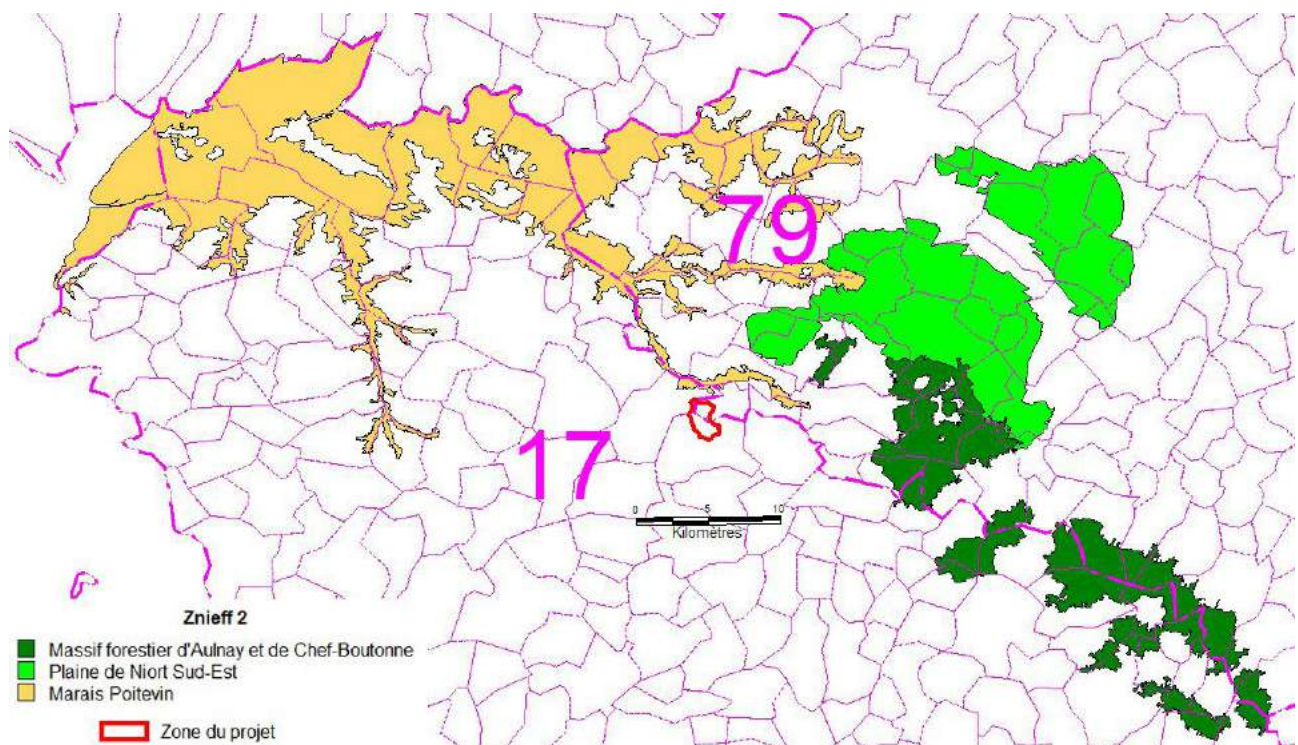 79
17
0 5 10
Kilomètres
Znieff 2
Massif forestier d'Aulnay et de Chef-Boutonne
Plaine de Niort Sud-Est
Marais Poitevin
Zone du projet